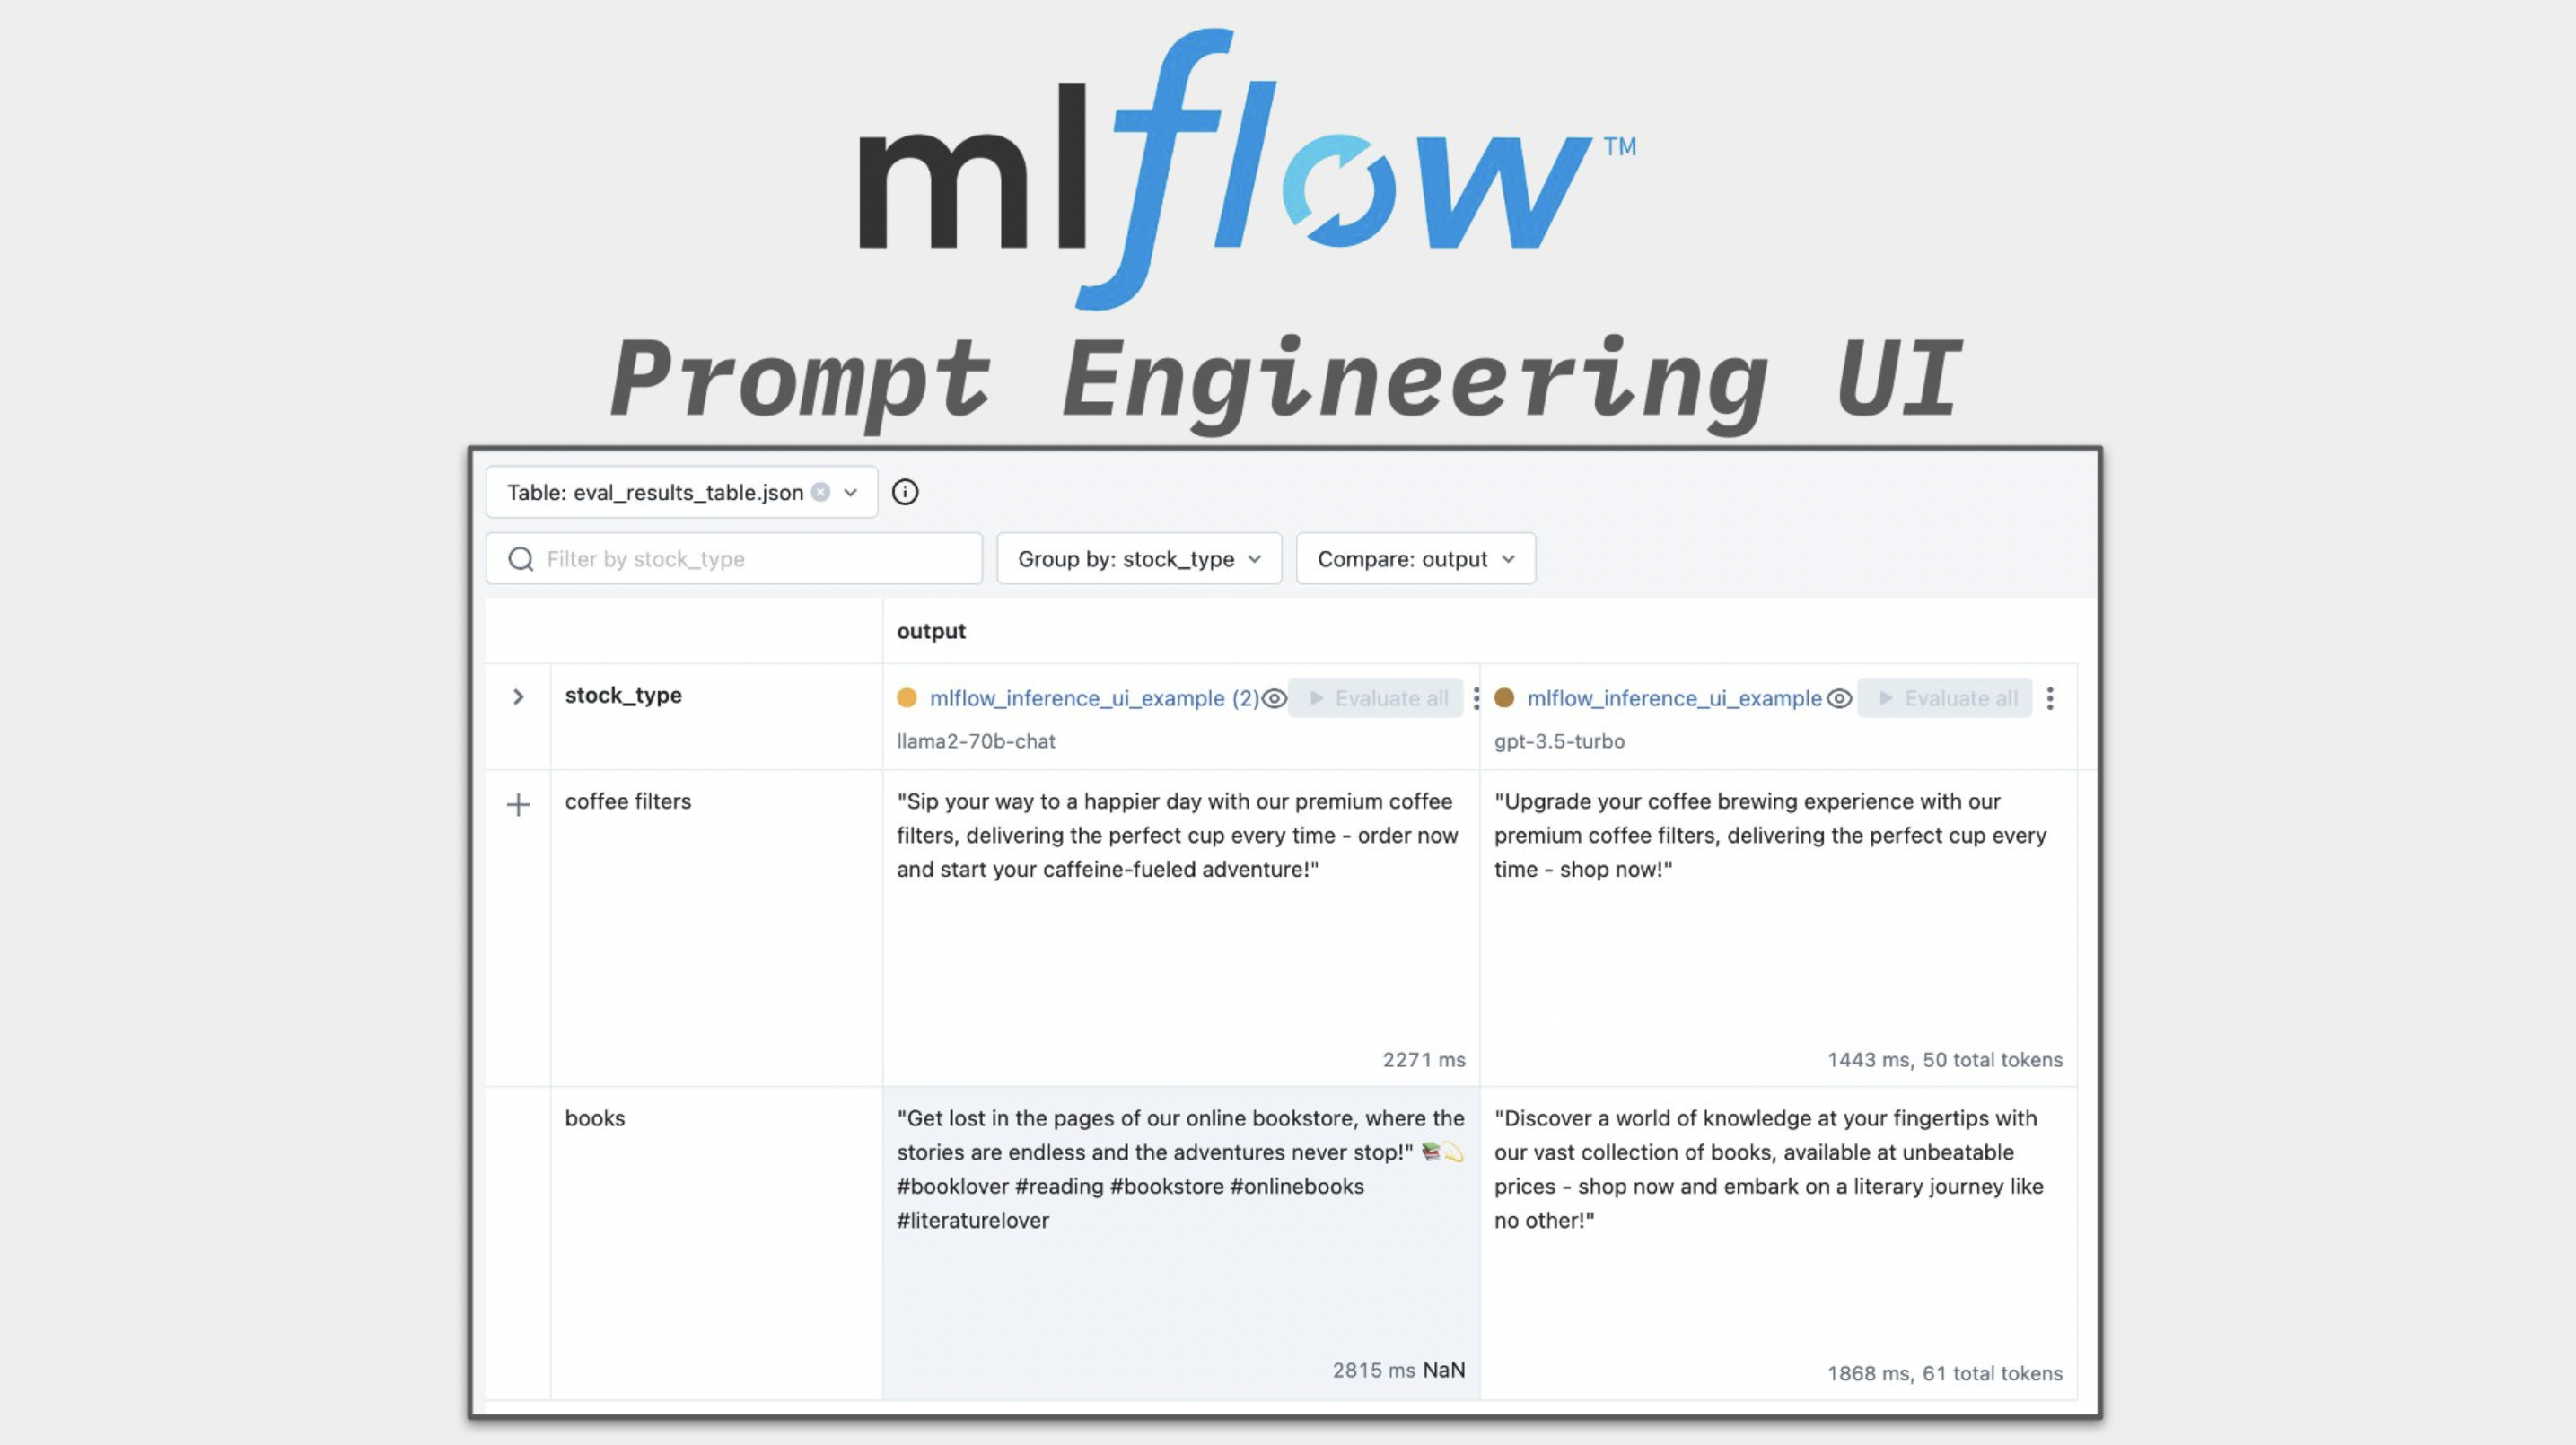 mlflow™
Prompt Engineering UI
Table: eval_results_table.json
Filter by stock_type
Group by: stock_type
Compare: output
output
stock_type
mlflow_inference_ui_example (2)
Evaluate all
llama2-70b-chat
mlflow_inference_ui_example
Evaluate all
gpt-3.5-turbo
coffee filters
"Sip your way to a happier day with our premium coffee
filters, delivering the perfect cup every time - order now
and start your caffeine-fueled adventure!"
2271 ms
"Upgrade your coffee brewing experience with our
premium coffee filters, delivering the perfect cup every
time - shop now!"
1443 ms, 50 total tokens
books
"Get lost in the pages of our online bookstore, where the
stories are endless and the adventures never stop!" 📚💫
#booklover #reading #bookstore #onlinebooks
#literaturelover
2815 ms NaN
"Discover a world of knowledge at your fingertips with
our vast collection of books, available at unbeatable
prices - shop now and embark on a literary journey like
no other!"
1868 ms, 61 total tokens